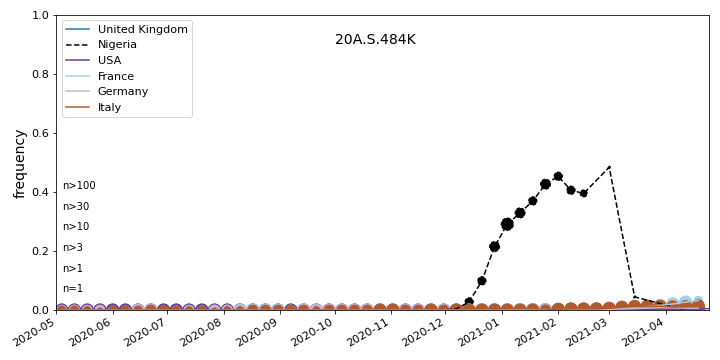 20A.S.484K
United Kingdom
Nigeria
USA
France
Germany
Italy
frequency
1.0
0.8
0.6
0.4
0.2
0.0
n>100
n>30
n>10
n>3
n>1
n=1
2020-05
2020-06
2020-07
2020-08
2020-09
2020-10
2020-11
2020-12
2021-01
2021-02
2021-03
2021-04